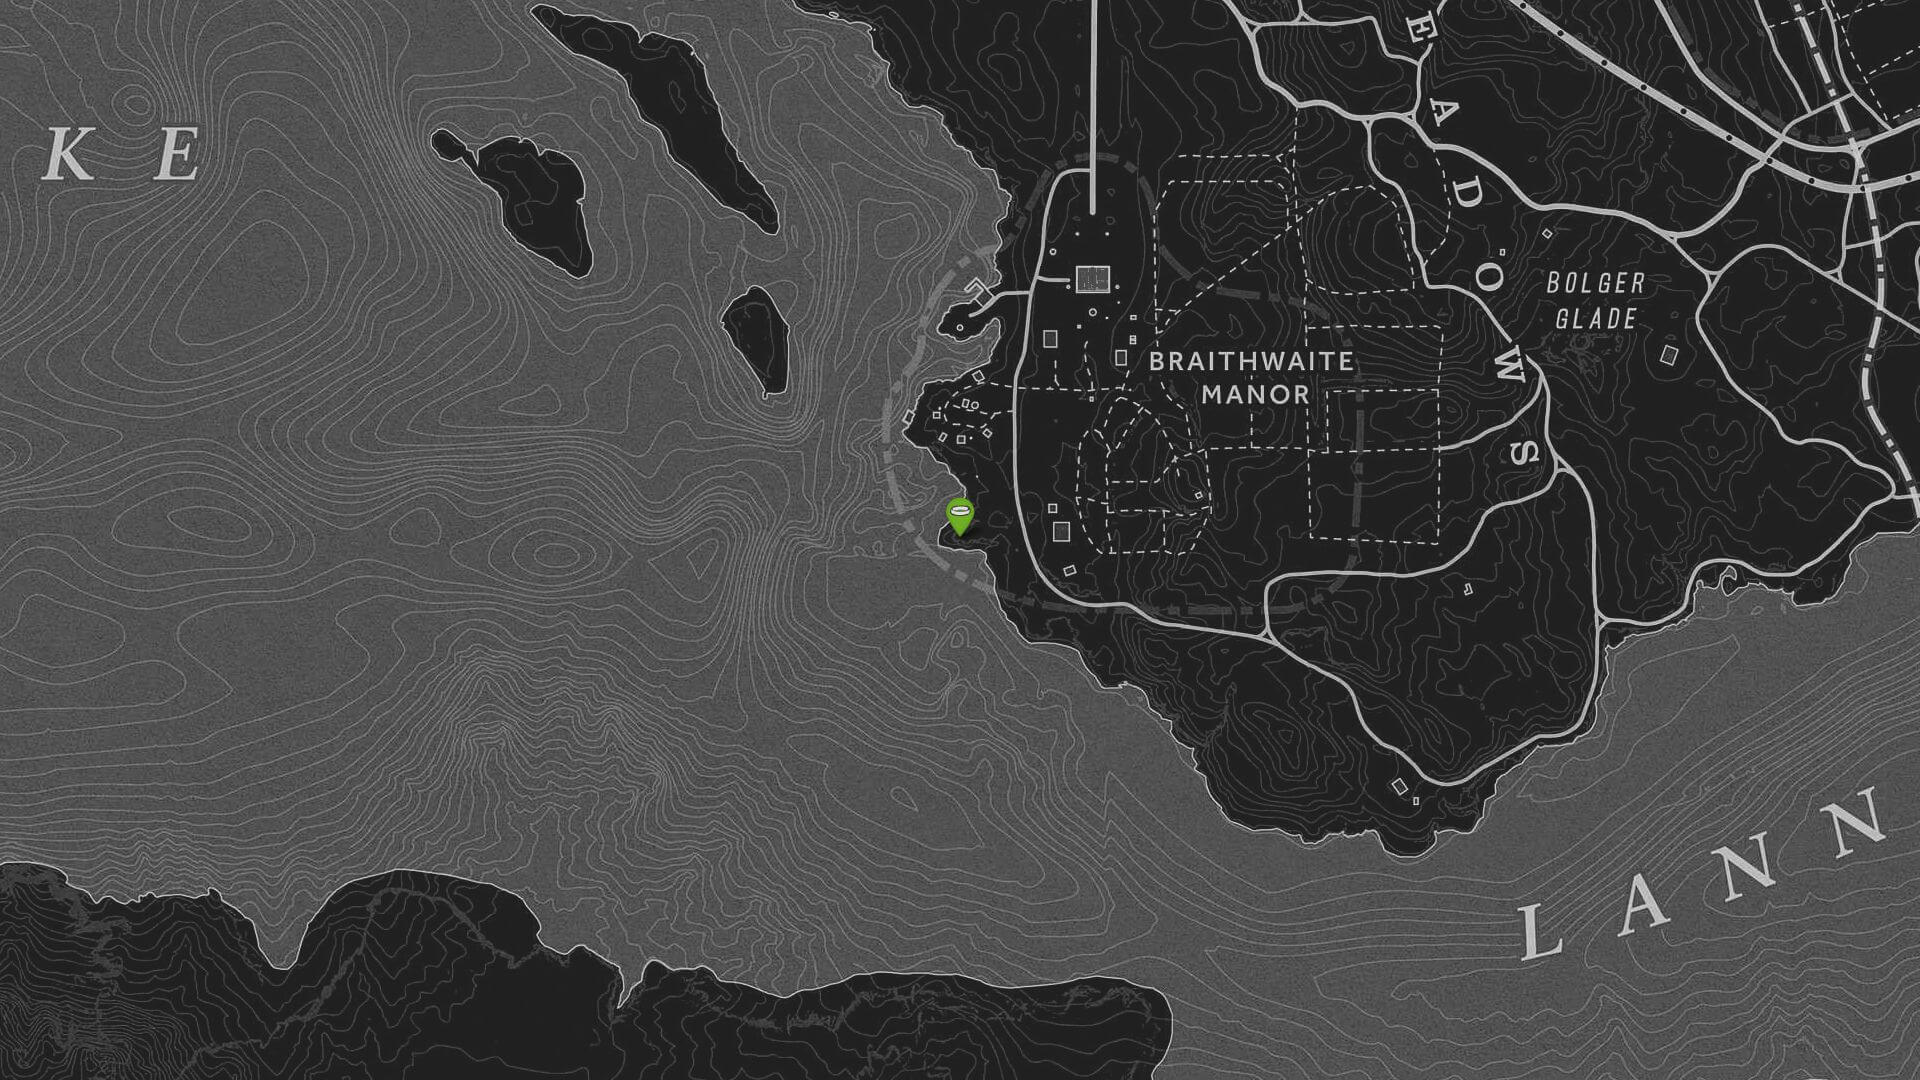 K E
E A D O W S
BOLGER
GLADE
BRAITHWAITE
MANOR
L A N N